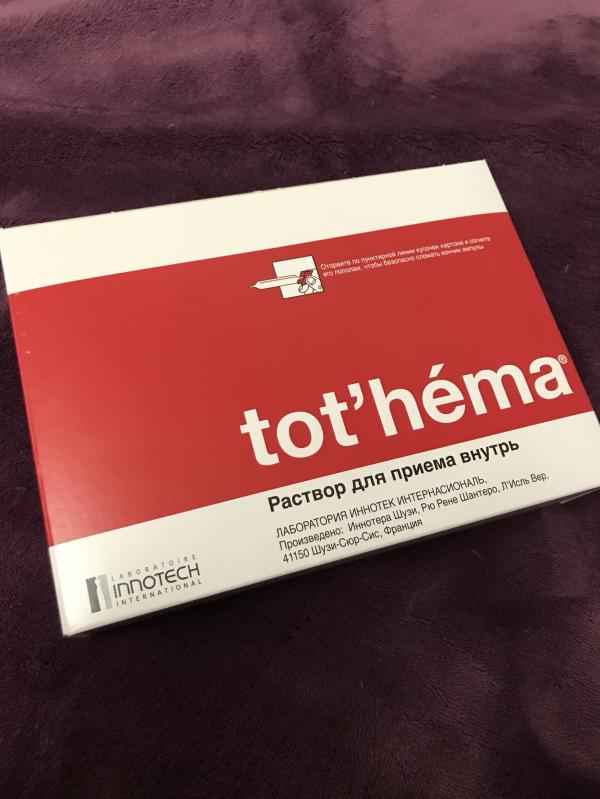 Оторвите по пунктирной линии кусочек картона и согните
его пополам, чтобы безопасно сломать кончик ампулы.
tot'héma®
Раствор для приема внутрь
ЛАБОРАТОРИЯ ИННОТЕК ИНТЕРНАСИОНАЛЬ,
Произведено: Иннотера Шузи, Рю Рене Шантеро, Л'Исль Вер,
41150 Шузи-Сюр-Сис, Франция
LABORATOIRE
INNOTECH
INTERNATIONAL